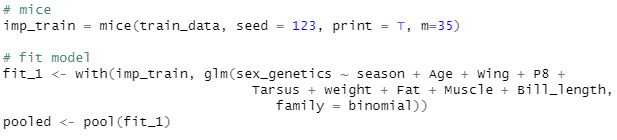 # mice
imp_train = mice(train_data, seed = 123, print = T, m=35)
# fit model
fit_1 <- with(imp_train, glm(sex_genetics ~ season + Age + Wing + P8 +
Tarsus + weight + Fat + Muscle + Bill_length,
family = binomial))
pooled <- pool(fit_1)